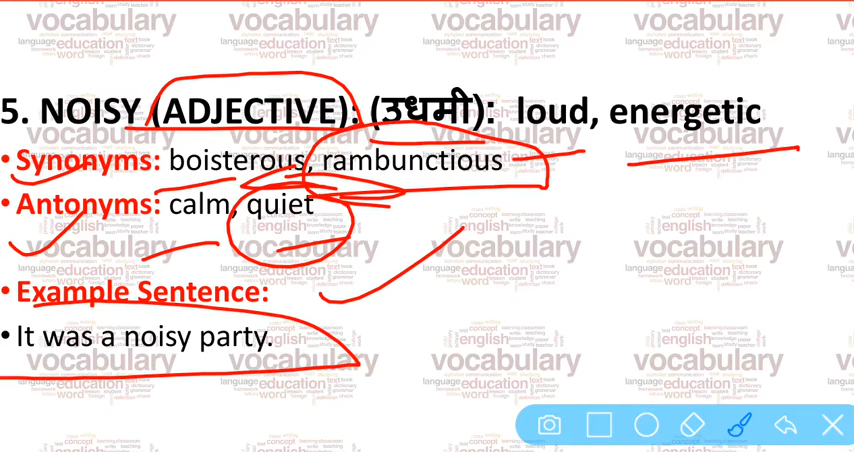 5. NOISY (ADJECTIVE): (उधमी): loud, energetic
• Synonyms: boisterous, rambunctious
• Antonyms: calm, quiet
• Example Sentence:
• It was a noisy party.